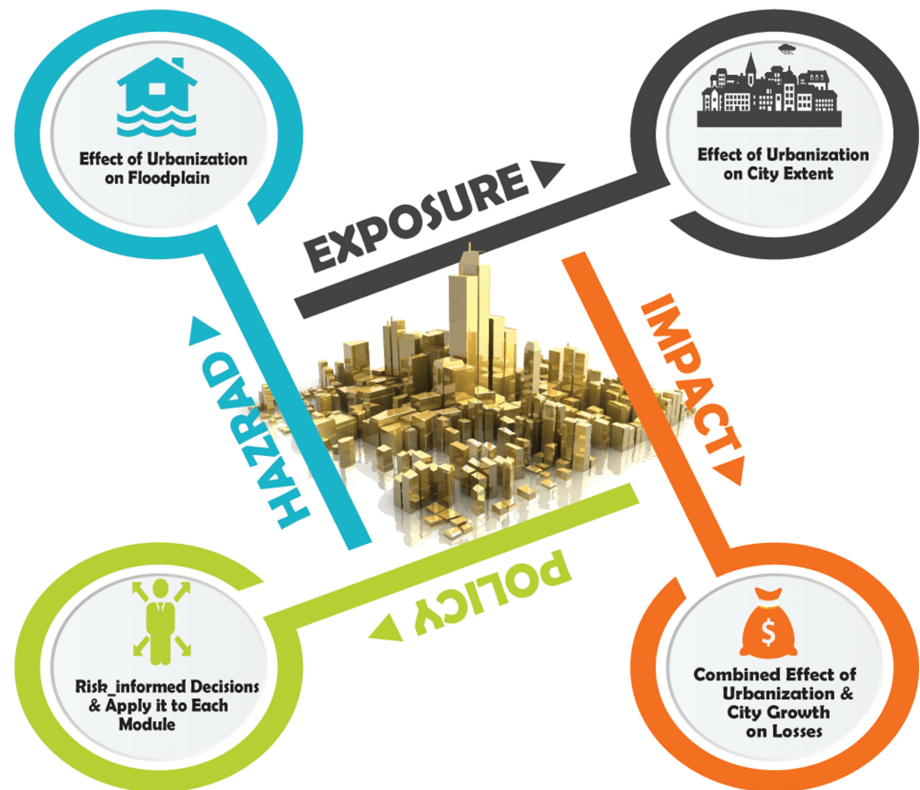 Effect of Urbanization
on Floodplain
EXPOSURE
Effect of Urbanization
on City Extent
HAZRAD
IMPACT
POLICY
Risk_informed Decisions
& Apply it to Each
Module
$
Combined Effect of
Urbanization &
City Growth
on Losses